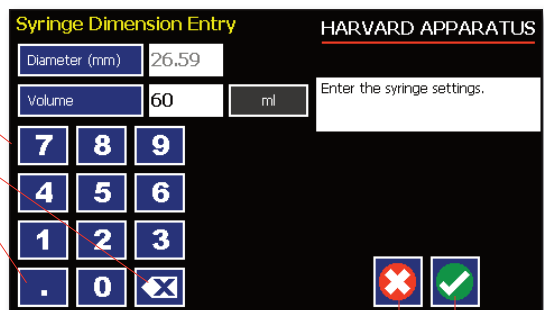 Syringe Dimension Entry
HARVARD APPARATUS
Diameter (mm) 26.59
Volume 60 ml
Enter the syringe settings.
7 8 9
4 5 6
1 2 3
. 0 X